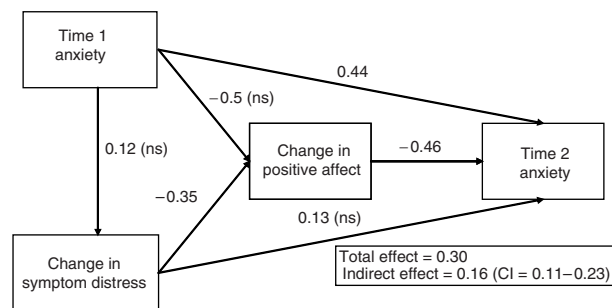 Time 1
anxiety
0.44
−0.5 (ns)
0.12 (ns)
Change in
positive affect
−0.46
Time 2
anxiety
−0.35
0.13 (ns)
Change in
symptom distress
Total effect = 0.30
Indirect effect = 0.16 (CI = 0.11–0.23)